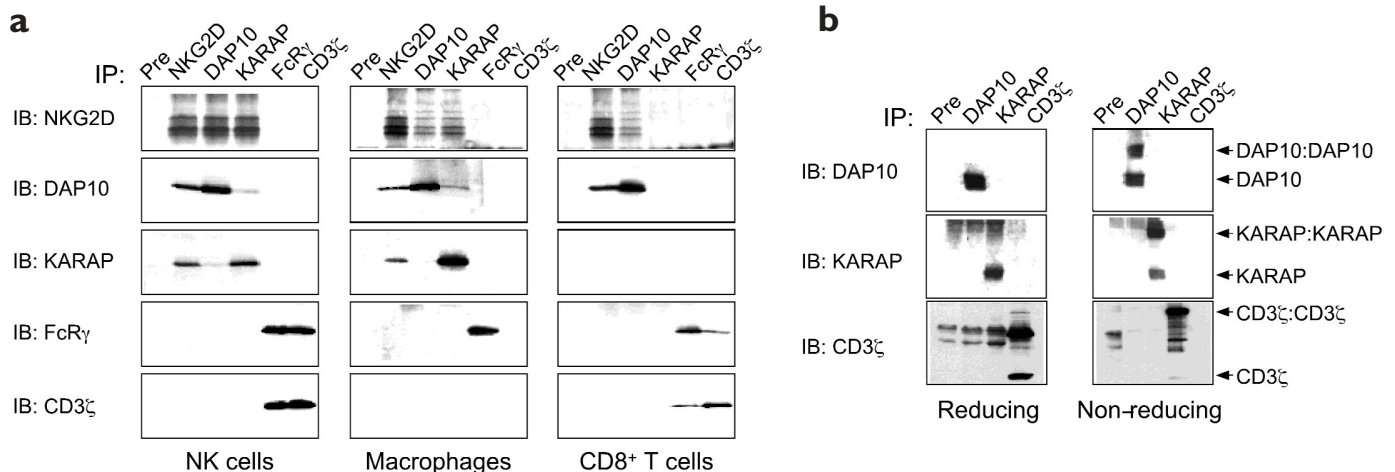 a
IP: Pre NKG2D DAP10 KARAP FcRγ CD3ζ Pre NKG2D DAP10 KARAP FcRγ CD3ζ Pre NKG2D DAP10 KARAP FcRγ CD3ζ
IB: NKG2D
IB: DAP10
IB: KARAP
IB: FcRγ
IB: CD3ζ
NK cells Macrophages CD8⁺ T cells
b
IP: Pre DAP10 KARAP CD3ζ Pre DAP10 KARAP CD3ζ
IB: DAP10
DAP10:DAP10
DAP10
IB: KARAP
KARAP:KARAP
KARAP
IB: CD3ζ
CD3ζ:CD3ζ
CD3ζ
Reducing Non-reducing